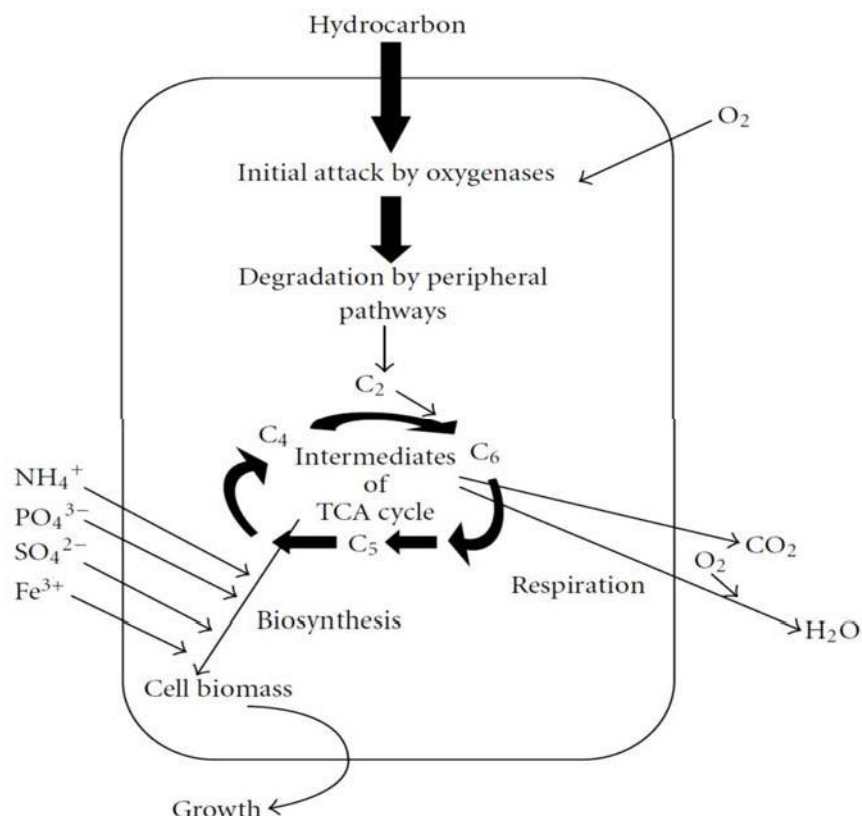 Hydrocarbon
O₂
Initial attack by oxygenases
Degradation by peripheral
pathways
C₂
C₄
C₆
Intermediates
of
TCA cycle
C₅
NH₄⁺
PO₄³⁻
SO₄²⁻
Fe³⁺
CO₂
O₂
Respiration
H₂O
Biosynthesis
Cell biomass
Growth